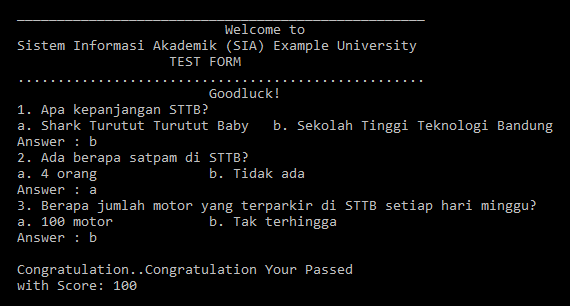 Welcome to
Sistem Informasi Akademik (SIA) Example University
TEST FORM
Goodluck!
1. Apa kepanjangan STTB?
a. Shark Turutut Turutut Baby b. Sekolah Tinggi Teknologi Bandung
Answer : b
2. Ada berapa satpam di STTB?
a. 4 orang b. Tidak ada
Answer : a
3. Berapa jumlah motor yang terparkir di STTB setiap hari minggu?
a. 100 motor b. Tak terhingga
Answer : b
Congratulation..Congratulation Your Passed
with Score: 100